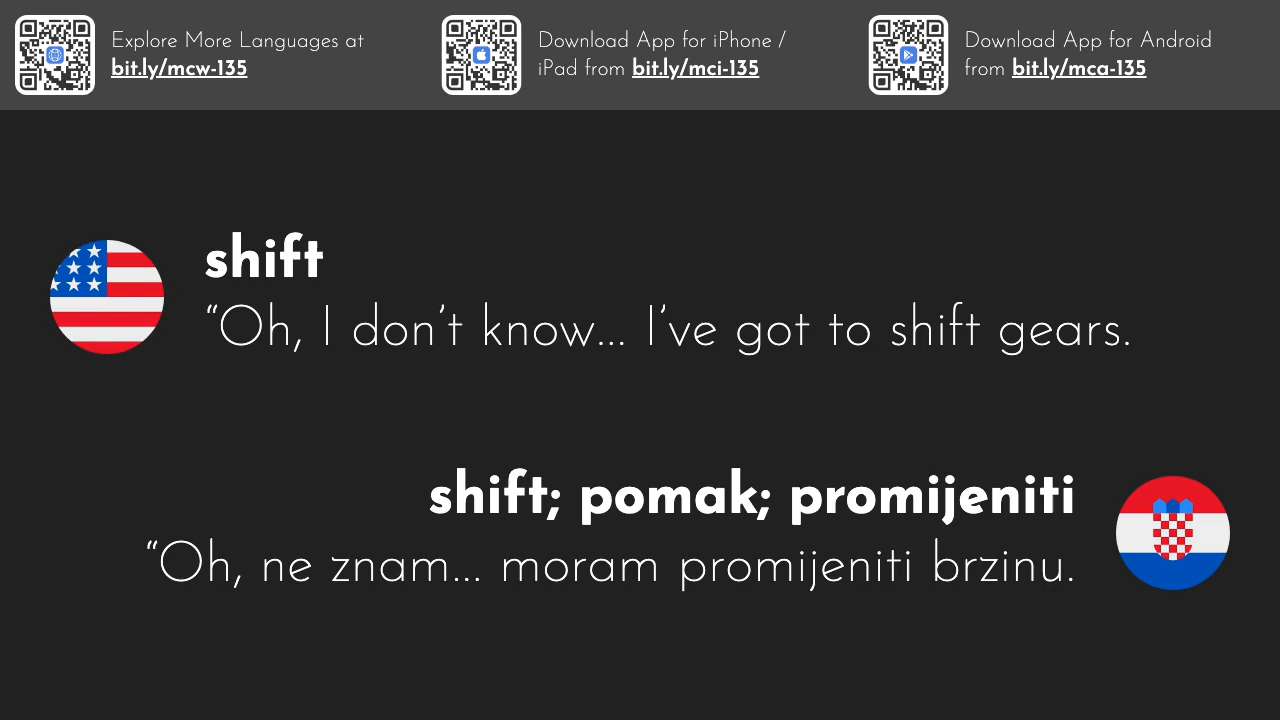 Explore More Languages at
bit.ly/mcw-135
Download App for iPhone /
iPad from bit.ly/mci-135
Download App for Android
from bit.ly/mca-135
shift
“Oh, I don’t know... I’ve got to shift gears.
shift; pomak; promijeniti
“Oh, ne znam... moram promijeniti brzinu.